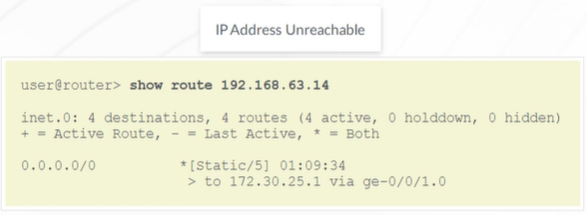 IP Address Unreachable
user@router> show route 192.168.63.14
inet.0: 4 destinations, 4 routes (4 active, 0 holddown, 0 hidden)
+ = Active Route, - = Last Active, * = Both
0.0.0.0/0 *[Static/5] 01:09:34
> to 172.30.25.1 via ge-0/0/1.0